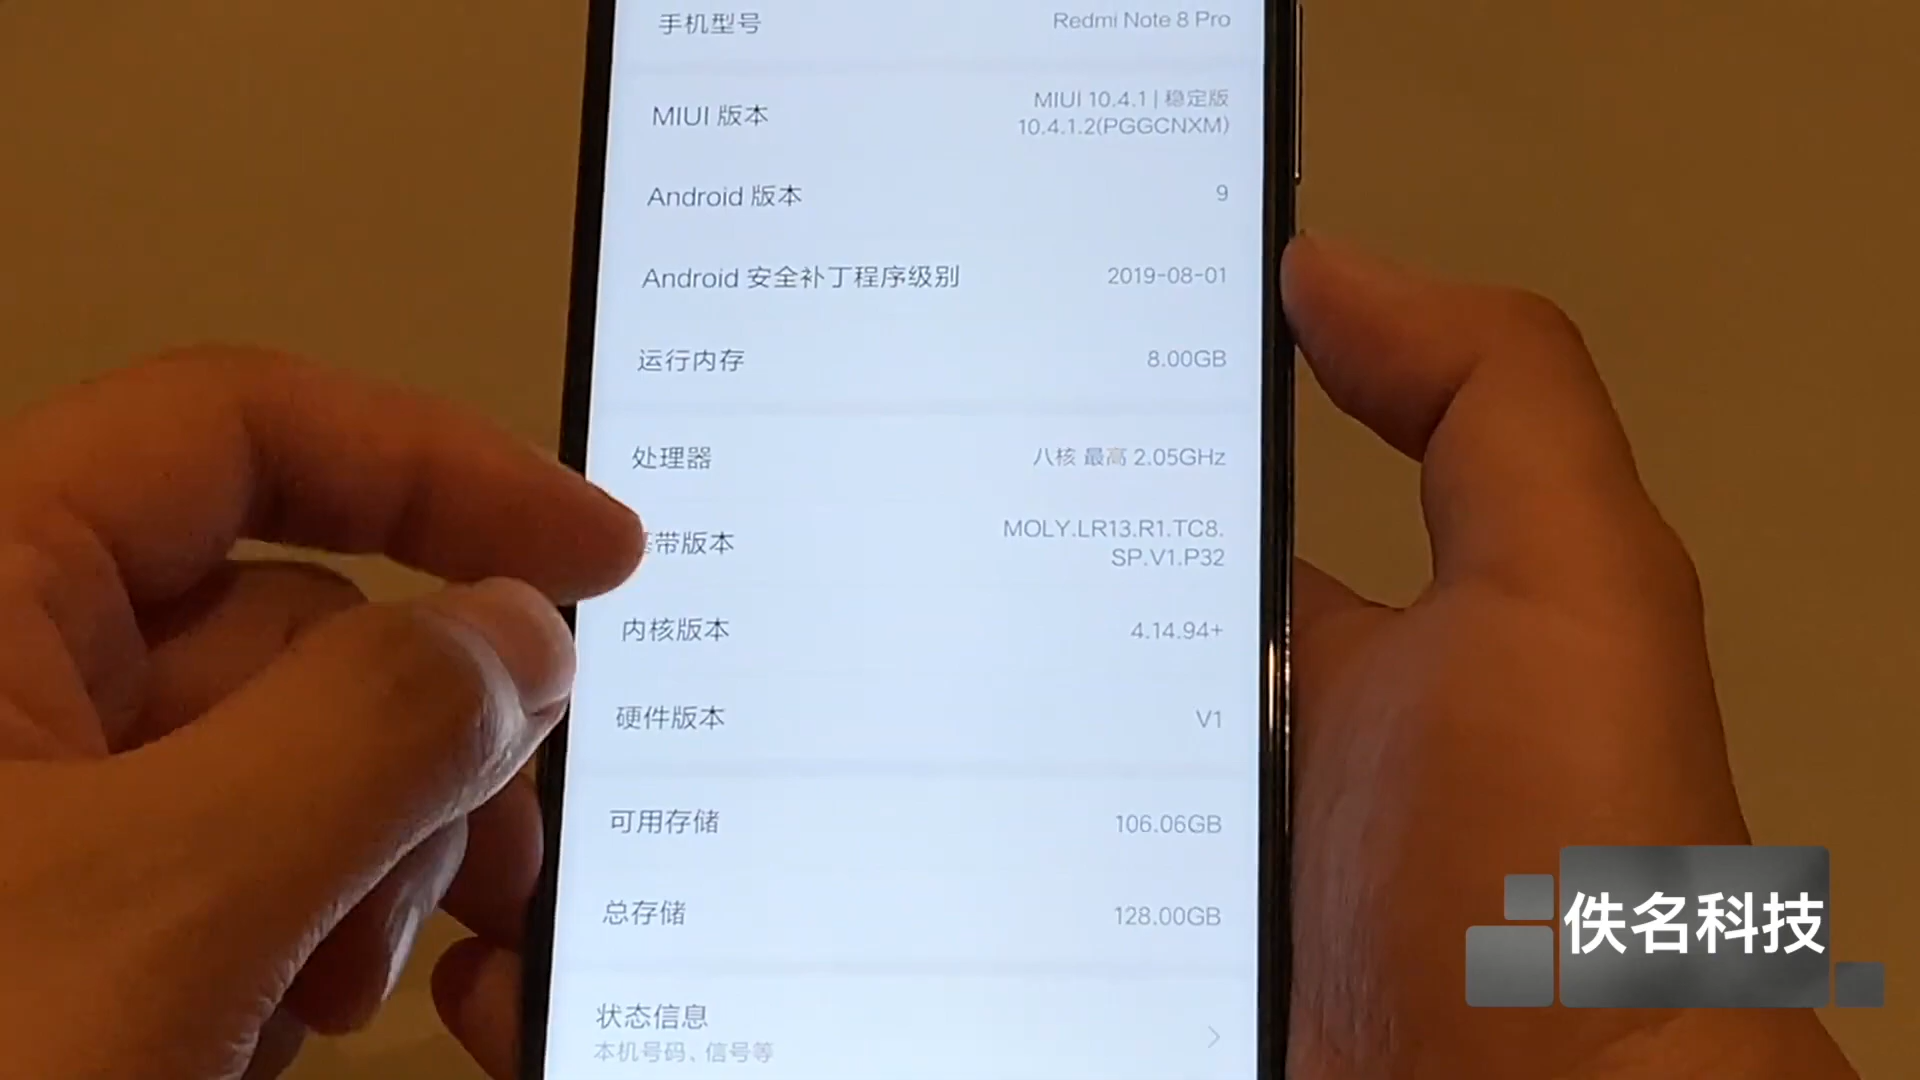 手机型号 Redmi Note 8 Pro
MIUI 版本 MIUI 10.4.1 | 稳定版
10.4.1.2(PGGCNXM)
Android 版本 9
Android 安全补丁程序级别 2019-08-01
运行内存 8.00GB
处理器 八核 最高 2.05GHz
带版本 MOLY.LR13.R1.TC8.
SP.V1.P32
内核版本 4.14.94+
硬件版本 V1
可用存储 106.06GB
总存储 128.00GB
状态信息
本机号码、信号等
佚名科技